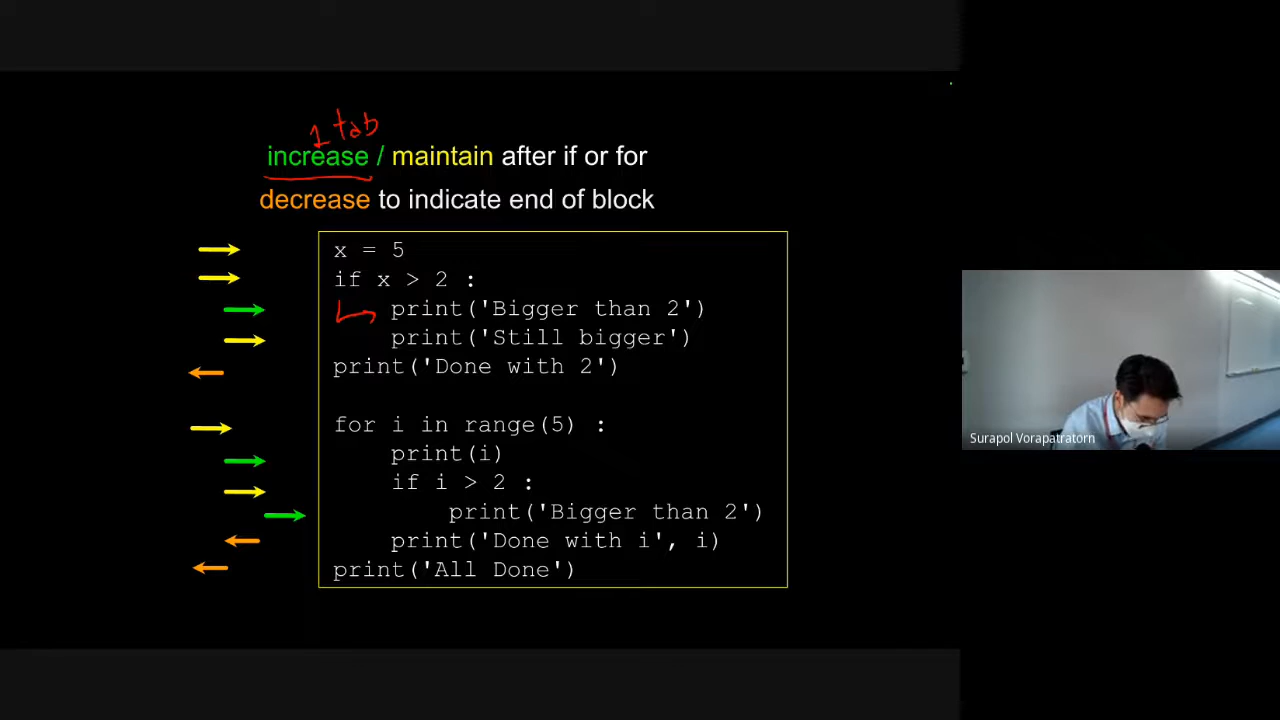 1 tab
increase / maintain after if or for
decrease to indicate end of block
x = 5
if x > 2 :
    print('Bigger than 2')
    print('Still bigger')
print('Done with 2')
for i in range(5) :
    print(i)
    if i > 2 :
        print('Bigger than 2')
    print('Done with i', i)
print('All Done')
Surapol Vorapatratorn